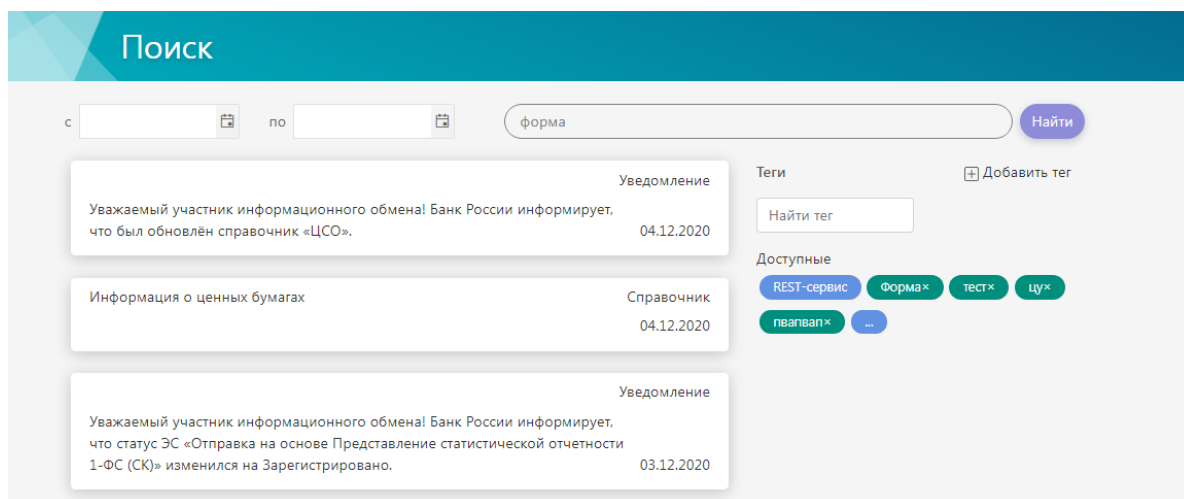 Поиск
с
по
форма
Найти
Уведомление
Уважаемый участник информационного обмена! Банк России информирует,
что был обновлён справочник «ЦСО».
04.12.2020
Информация о ценных бумагах
Справочник
04.12.2020
Уведомление
Уважаемый участник информационного обмена! Банк России информирует,
что статус ЭС «Отправка на основе Представление статистической отчетности
1-ФС (СК)» изменился на Зарегистрировано.
03.12.2020
Теги
Добавить тег
Найти тег
Доступные
REST-сервис Форма× тест× цу×
пвапвап× ...